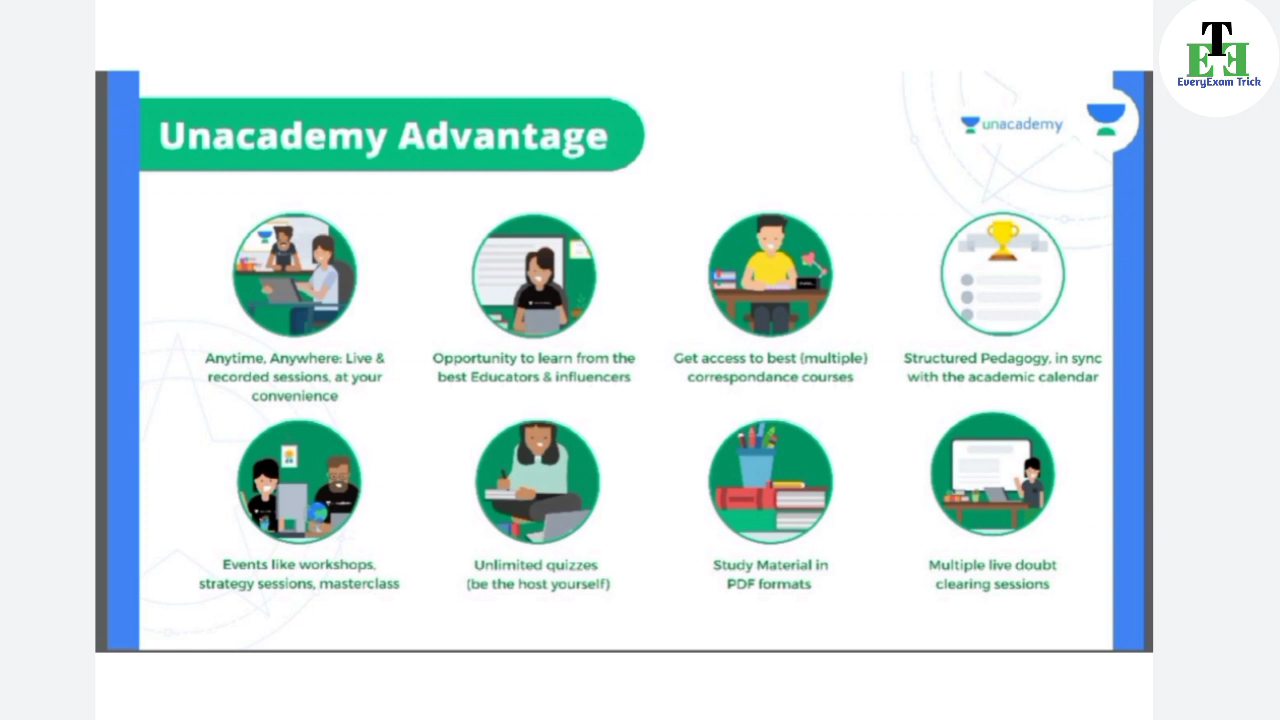 T
EE
EveryExam Trick
Unacademy Advantage
unacademy
Anytime, Anywhere: Live &
recorded sessions, at your
convenience
Opportunity to learn from the
best Educators & influencers
Get access to best (multiple)
correspondance courses
Structured Pedagogy, in sync
with the academic calendar
Events like workshops,
strategy sessions, masterclass
Unlimited quizzes
(be the host yourself)
Study Material in
PDF formats
Multiple live doubt
clearing sessions